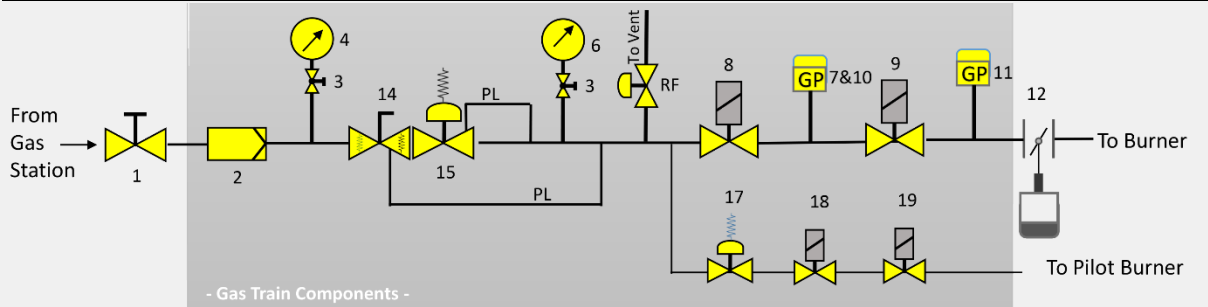 To Vent
4
6
8
9
GP
7&10
GP
11
3
3
RF
12
From
Gas
Station
14
PL
To Burner
1
2
15
PL
17
18
19
To Pilot Burner
- Gas Train Components -